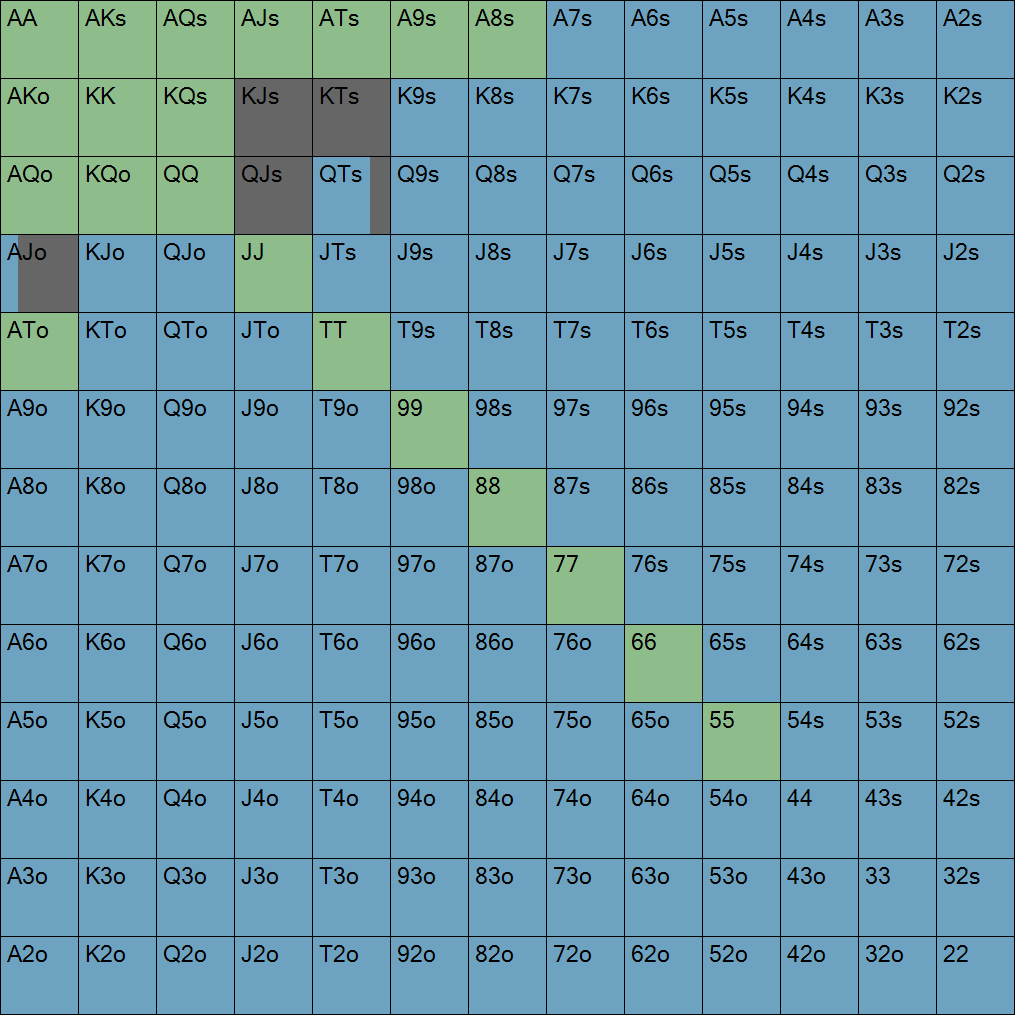 AA AKs AQs AJs ATs A9s A8s A7s A6s A5s A4s A3s A2s
AKo KK KQs KJs KTs K9s K8s K7s K6s K5s K4s K3s K2s
AQo KQo QQ QJs QTs Q9s Q8s Q7s Q6s Q5s Q4s Q3s Q2s
AJo KJo QJo JJ JTs J9s J8s J7s J6s J5s J4s J3s J2s
ATo KTo QTo JTo TT T9s T8s T7s T6s T5s T4s T3s T2s
A9o K9o Q9o J9o T9o 99 98s 97s 96s 95s 94s 93s 92s
A8o K8o Q8o J8o T8o 98o 88 87s 86s 85s 84s 83s 82s
A7o K7o Q7o J7o T7o 97o 87o 77 76s 75s 74s 73s 72s
A6o K6o Q6o J6o T6o 96o 86o 76o 66 65s 64s 63s 62s
A5o K5o Q5o J5o T5o 95o 85o 75o 65o 55 54s 53s 52s
A4o K4o Q4o J4o T4o 94o 84o 74o 64o 54o 44 43s 42s
A3o K3o Q3o J3o T3o 93o 83o 73o 63o 53o 43o 33 32s
A2o K2o Q2o J2o T2o 92o 82o 72o 62o 52o 42o 32o 22